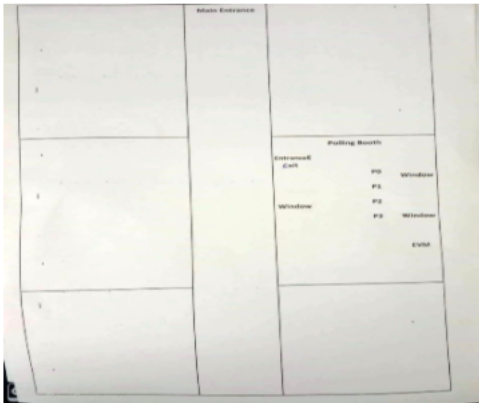 Main Entrance
Polling Booth
Entrance&
Exit
P0
Window
P1
P2
Window
P3
Window
EVM